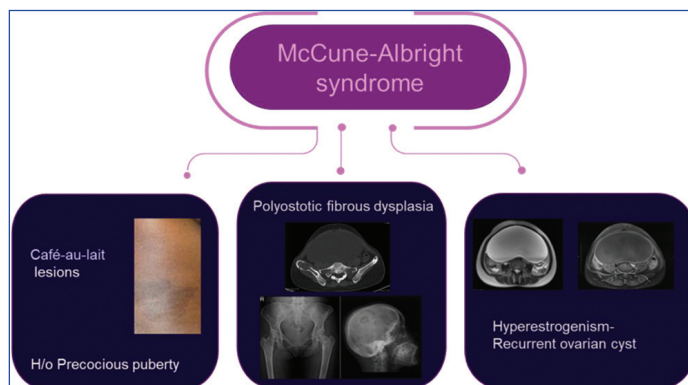 McCune-Albright
syndrome
Café-au-lait
lesions
H/o Precocious puberty
Polyostotic fibrous dysplasia
R
Hyperestrogenism-
Recurrent ovarian cyst